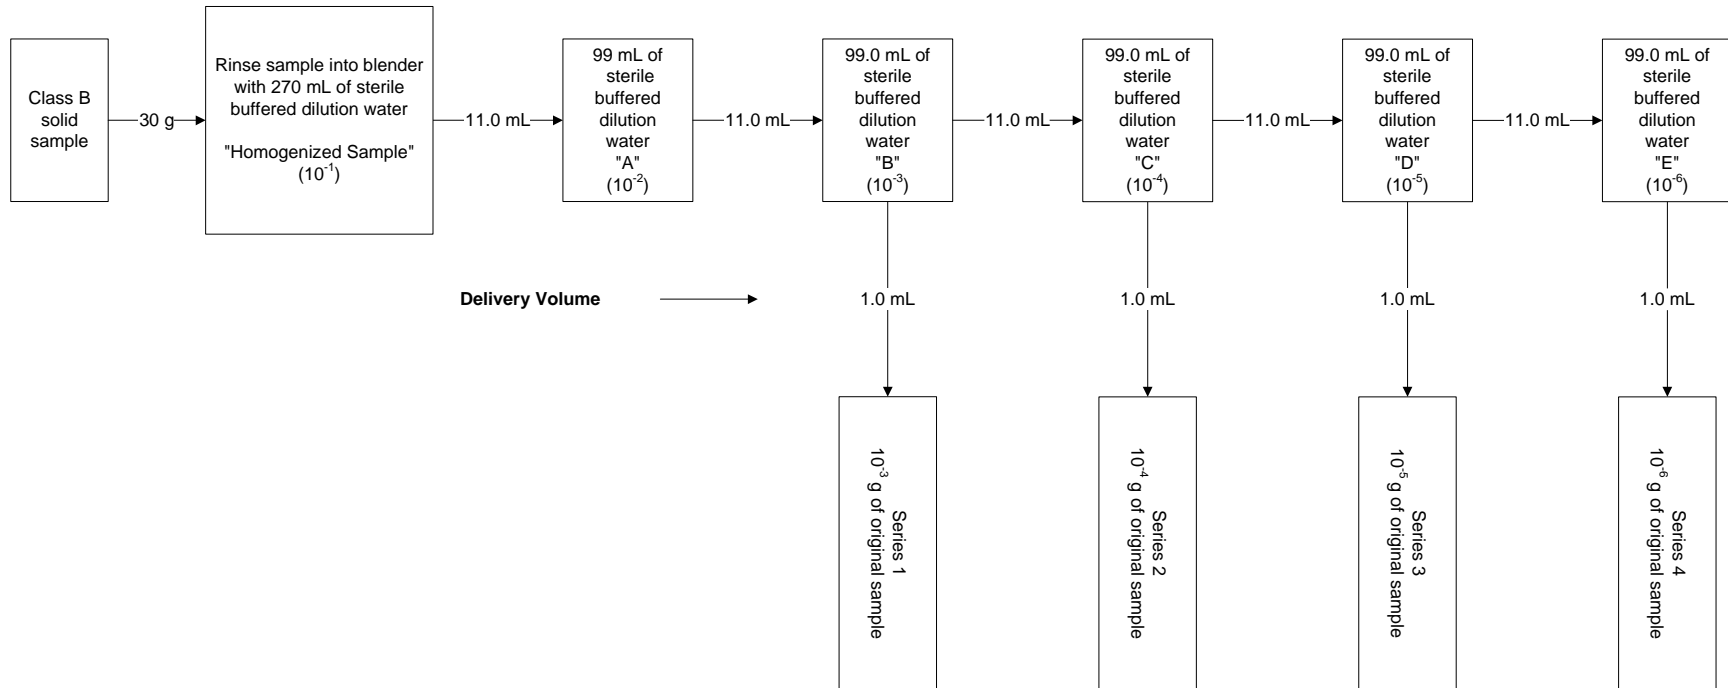 Class B
solid
sample
30 g
Rinse sample into blender
with 270 mL of sterile
buffered dilution water
"Homogenized Sample"
(10⁻¹)
11.0 mL
99 mL of
sterile
buffered
dilution
water
"A"
(10⁻²)
11.0 mL
99.0 mL of
sterile
buffered
dilution
water
"B"
(10⁻³)
11.0 mL
99.0 mL of
sterile
buffered
dilution
water
"C"
(10⁻⁴)
11.0 mL
99.0 mL of
sterile
buffered
dilution
water
"D"
(10⁻⁵)
11.0 mL
99.0 mL of
sterile
buffered
dilution
water
"E"
(10⁻⁶)
Delivery Volume
1.0 mL
1.0 mL
1.0 mL
1.0 mL
Series 1
10⁻³ g of original sample
Series 2
10⁻⁴ g of original sample
Series 3
10⁻⁵ g of original sample
Series 4
10⁻⁶ g of original sample